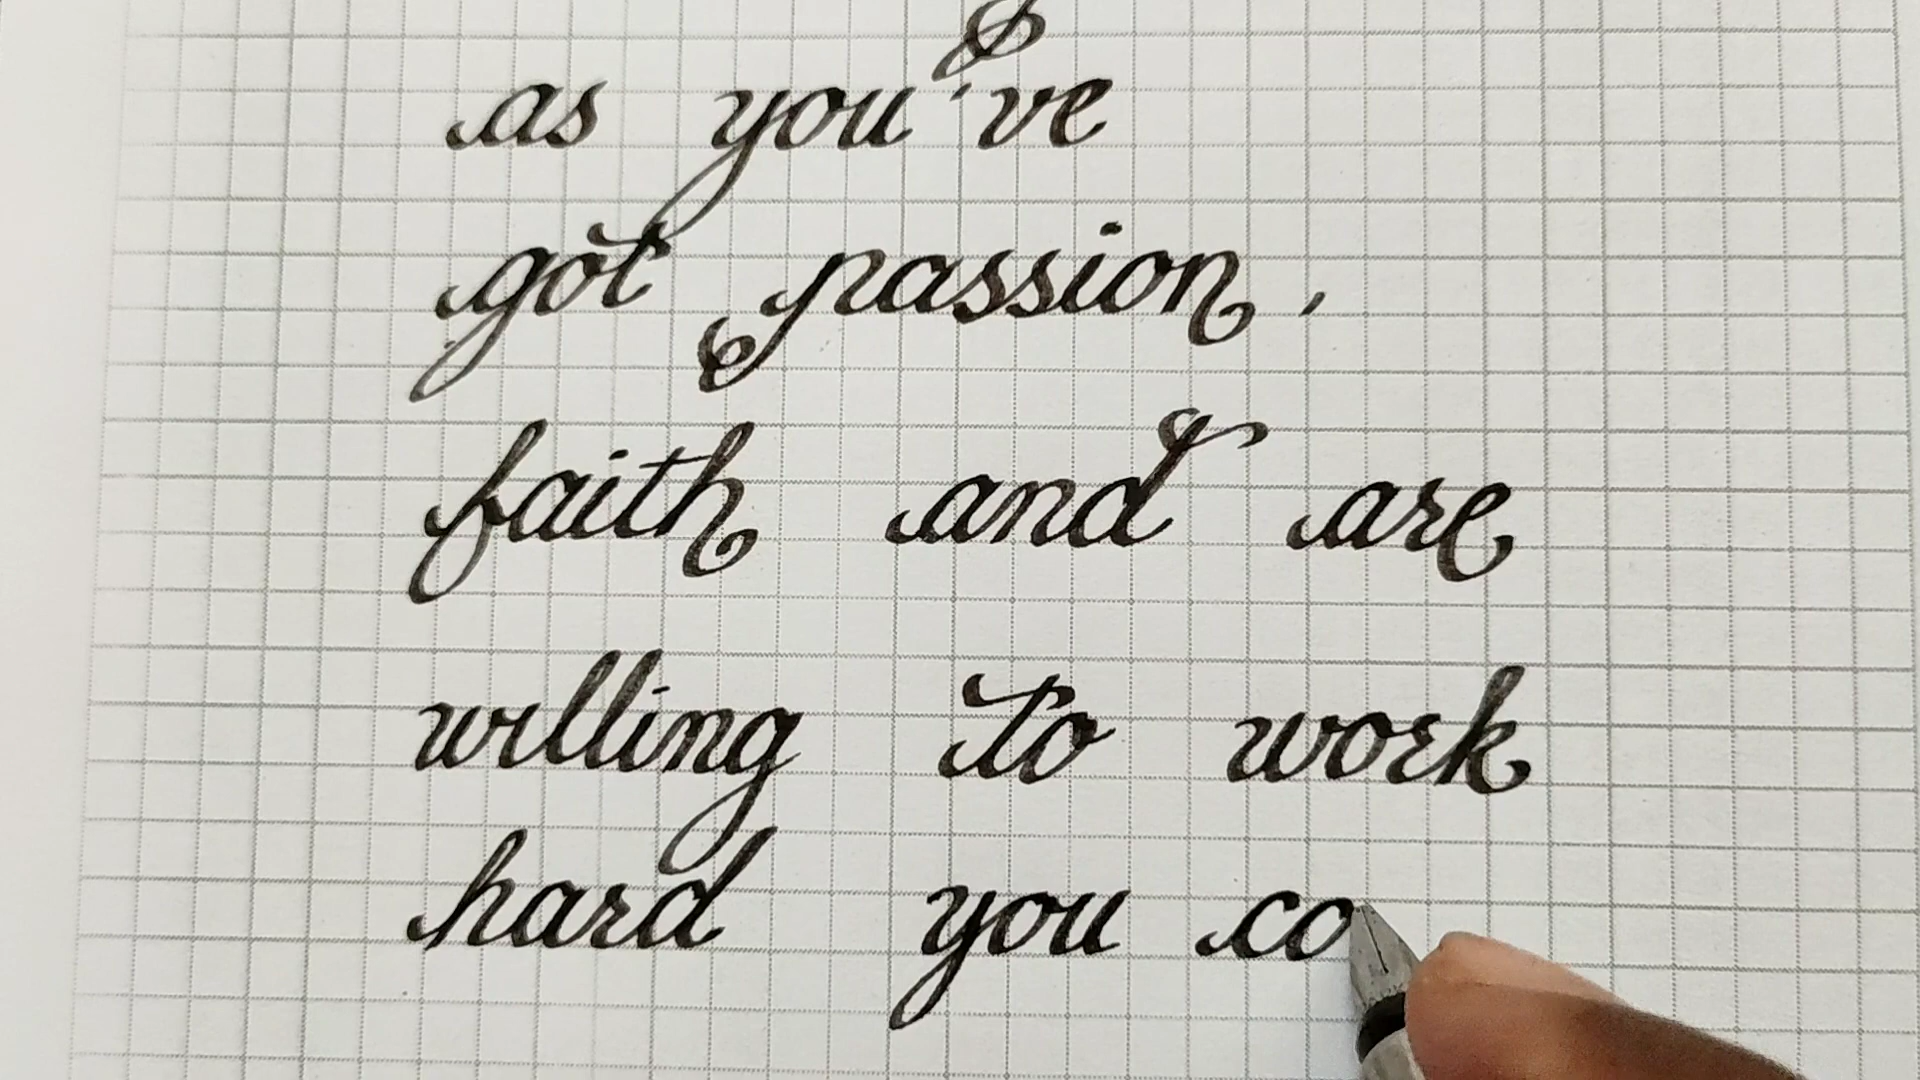 as you've
got passion,
faith and are
willing to work
hard you co